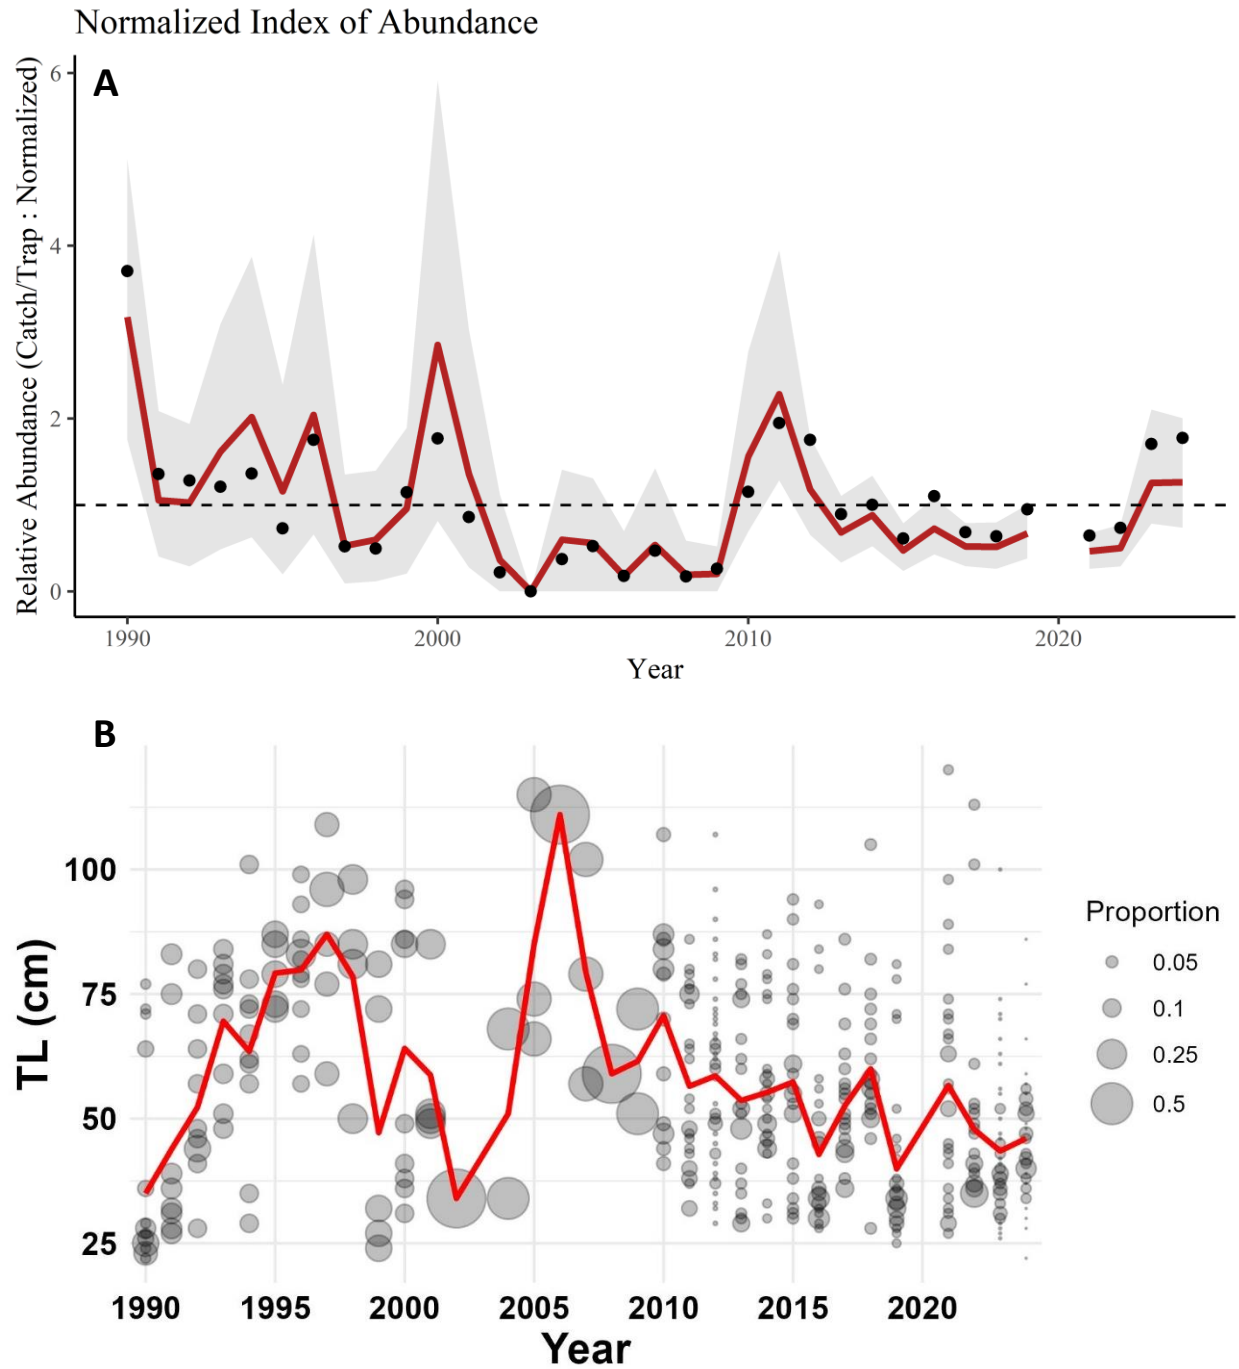 Normalized Index of Abundance
A
Relative Abundance (Catch/Trap : Normalized)
6
4
2
0
1990 2000 2010 2020
Year
B
TL (cm)
100
75
50
25
1990 1995 2000 2005 2010 2015 2020
Year
Proportion
0.05
0.1
0.25
0.5